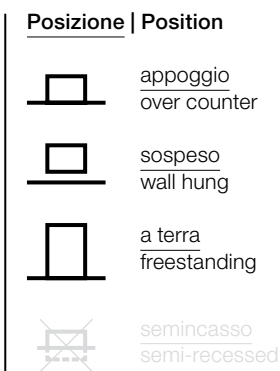 Posizione | Position
appoggio
over counter
sospeso
wall hung
a terra
freestanding
semincasso
semi-recessed